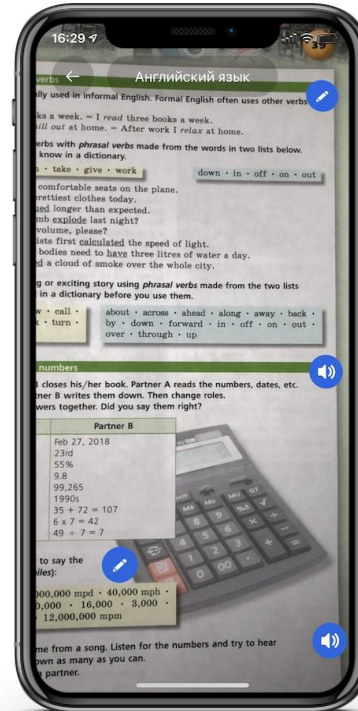 16:29
39
Английский язык
verbs
lly used in informal English. Formal English often uses other verbs
ks a week. = I read three books a week.
ill out at home. = After work I relax at home.
erbs with phrasal verbs made from the words in two lists below.
know in a dictionary.
• take • give • work
down • in • off • on • out
comfortable seats on the plane.
prettiest clothes today.
ued longer than expected.
mb explode last night?
volume, please?
ists first calculated the speed of light.
bodies need to have three litres of water a day.
ed a cloud of smoke over the whole city.
g or exciting story using phrasal verbs made from the two lists
in a dictionary before you use them.
w • call
• turn •
about • across • ahead • along • away • back •
by • down • forward • in • off • on • out •
over • through • up
numbers
closes his/her book. Partner A reads the numbers, dates, etc.
tner B writes them down. Then change roles.
wers together. Did you say them right?
Partner B
Feb 27, 2018
23rd
55%
9.8
99,265
1990s
35 + 72 = 107
6 x 7 = 42
49 ÷ 7 = 7
to say the
iles):
000,000 mpd • 40,000 mph •
0,000 • 16,000 • 3,000 •
• 12,000,000 mpm
me from a song. Listen for the numbers and try to hear
own as many as you can.
partner.